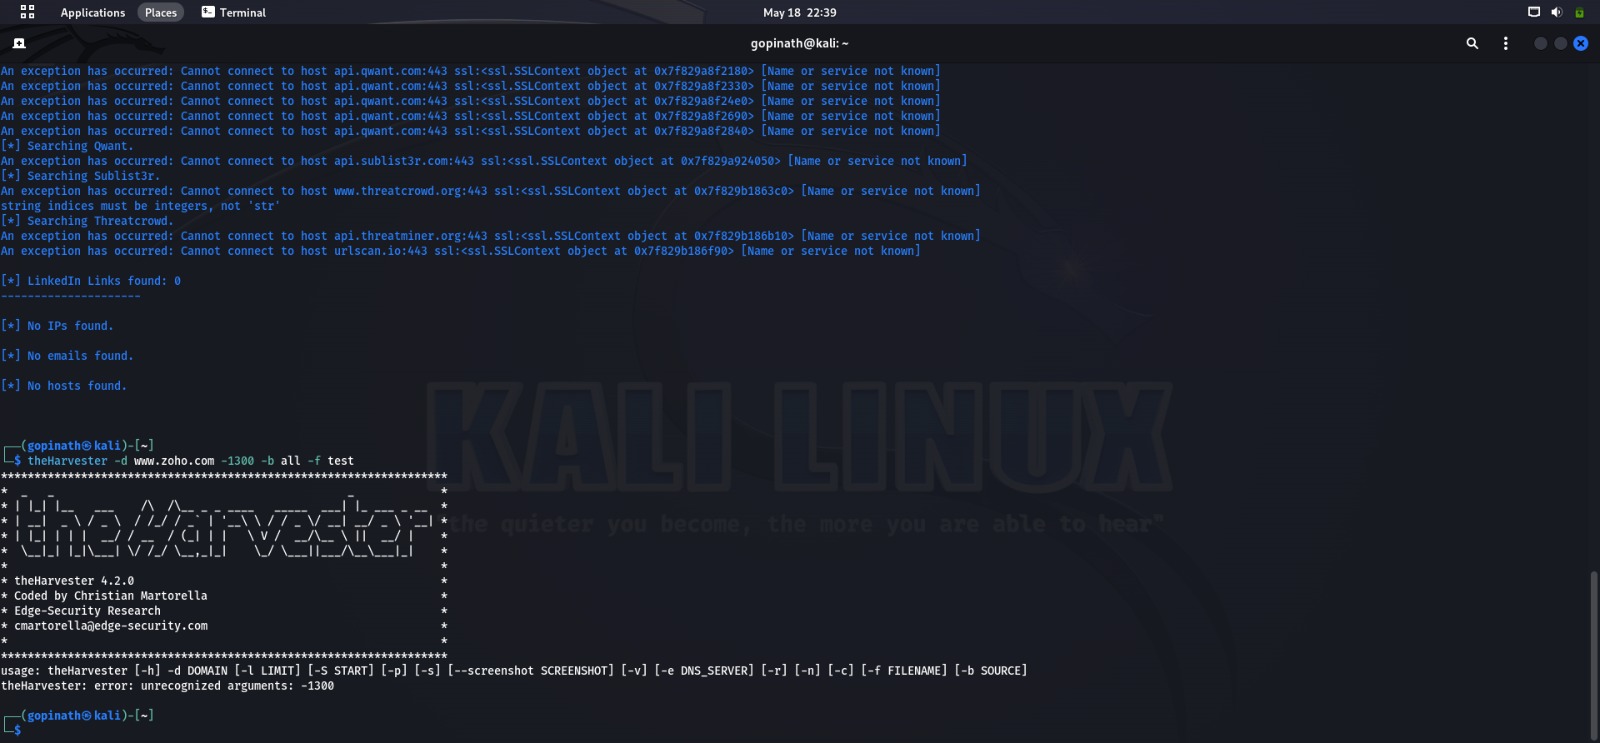 Applications Places Terminal May 18 22:39
gopinath@kali: ~
An exception has occurred: Cannot connect to host api.qwant.com:443 ssl:<ssl.SSLContext object at 0x7f829a8f2180> [Name or service not known]
An exception has occurred: Cannot connect to host api.qwant.com:443 ssl:<ssl.SSLContext object at 0x7f829a8f2330> [Name or service not known]
An exception has occurred: Cannot connect to host api.qwant.com:443 ssl:<ssl.SSLContext object at 0x7f829a8f24e0> [Name or service not known]
An exception has occurred: Cannot connect to host api.qwant.com:443 ssl:<ssl.SSLContext object at 0x7f829a8f2690> [Name or service not known]
An exception has occurred: Cannot connect to host api.qwant.com:443 ssl:<ssl.SSLContext object at 0x7f829a8f2840> [Name or service not known]
[*] Searching Qwant.
An exception has occurred: Cannot connect to host api.sublist3r.com:443 ssl:<ssl.SSLContext object at 0x7f829a924050> [Name or service not known]
[*] Searching Sublist3r.
An exception has occurred: Cannot connect to host www.threatcrowd.org:443 ssl:<ssl.SSLContext object at 0x7f829b1863c0> [Name or service not known]
string indices must be integers, not 'str'
[*] Searching Threatcrowd.
An exception has occurred: Cannot connect to host api.threatminer.org:443 ssl:<ssl.SSLContext object at 0x7f829b186b10> [Name or service not known]
An exception has occurred: Cannot connect to host urlscan.io:443 ssl:<ssl.SSLContext object at 0x7f829b186f90> [Name or service not known]
[*] LinkedIn Links found: 0
---------------------
[*] No IPs found.
[*] No emails found.
[*] No hosts found.
KALI LINUX
┌──(gopinath㉿kali)-[~]
└─$ theHarvester -d www.zoho.com -1300 -b all -f test
*******************************************************************
theHarvester
"the quieter you become, the more you are able to hear"
* theHarvester 4.2.0 *
* Coded by Christian Martorella *
* Edge-Security Research *
* cmartorella@edge-security.com *
* *
*******************************************************************
usage: theHarvester [-h] -d DOMAIN [-l LIMIT] [-S START] [-p] [-s] [--screenshot SCREENSHOT] [-v] [-e DNS_SERVER] [-r] [-n] [-c] [-f FILENAME] [-b SOURCE]
theHarvester: error: unrecognized arguments: -1300
┌──(gopinath㉿kali)-[~]
└─$